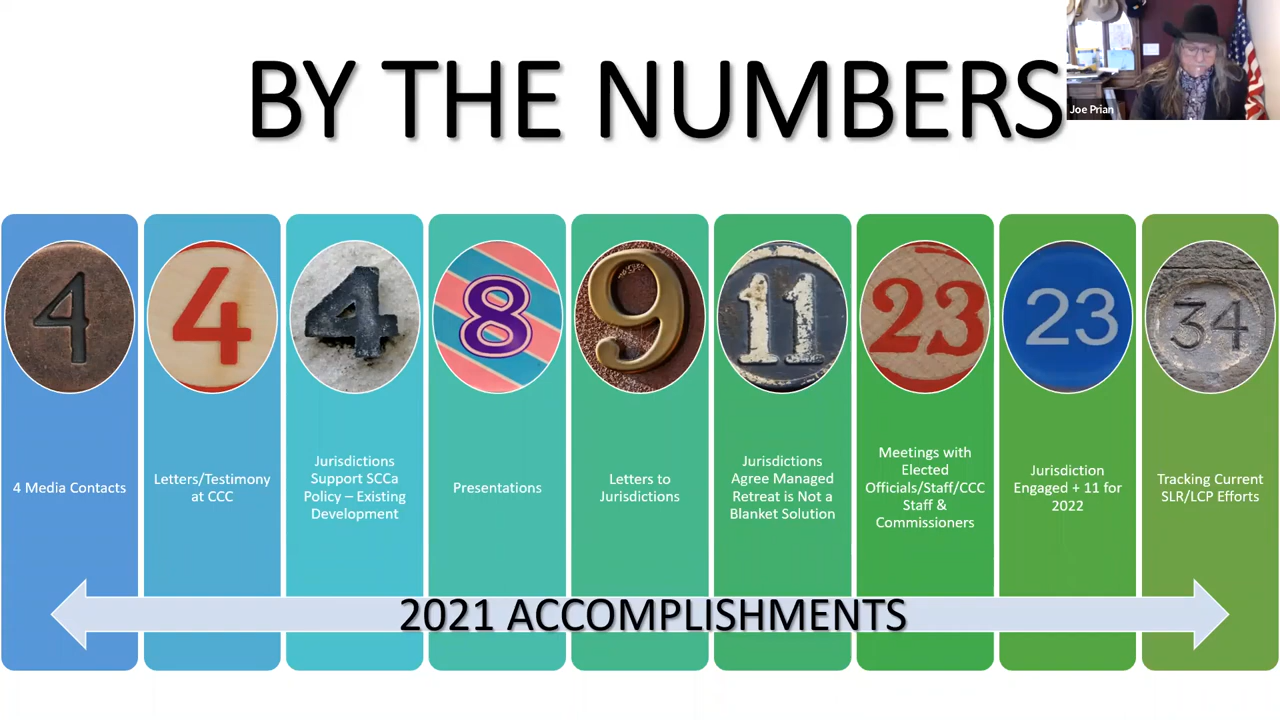 BY THE NUMBERS
Joe Prian
4
4
4
8
9
11
23
23
34
4 Media Contacts
Letters/Testimony
at CCC
Jurisdictions
Support SCCa
Policy – Existing
Development
Presentations
Letters to
Jurisdictions
Jurisdictions
Agree Managed
Retreat is Not a
Blanket Solution
Meetings with
Elected
Officials/Staff/CCC
Staff &
Commissioners
Jurisdiction
Engaged + 11 for
2022
Tracking Current
SLR/LCP Efforts
2021 ACCOMPLISHMENTS